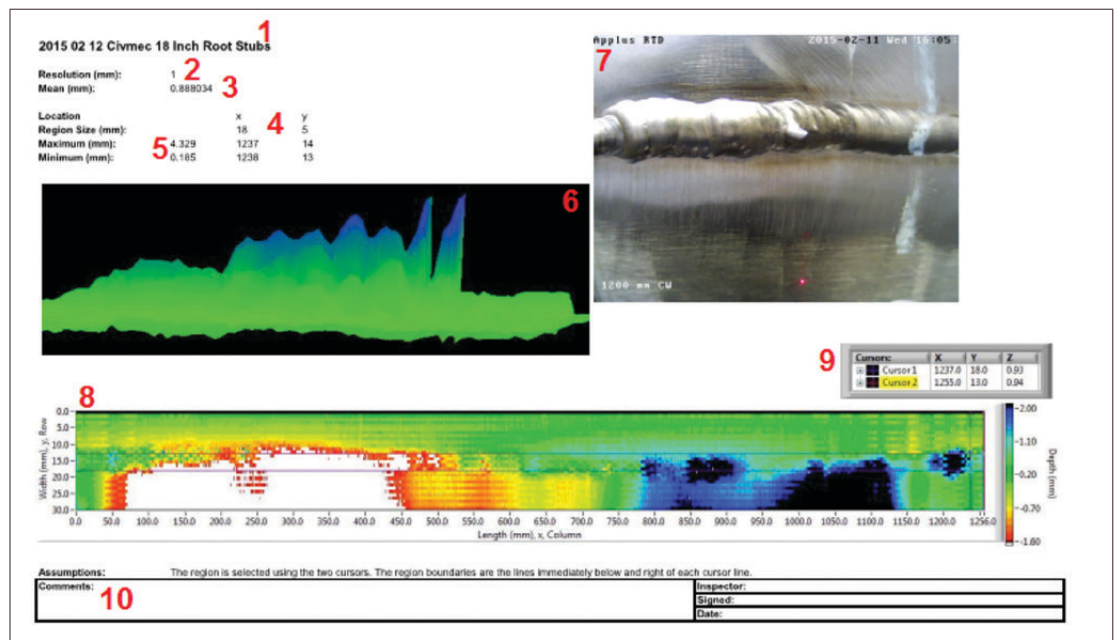 2015 02 12 Civmec 18 Inch Root Stubs
1
Resolution (mm): 1
2
Mean (mm): 0.888034
3
Location x y
Region Size (mm): 18 5
4
Maximum (mm): 4.329 1237 14
Minimum (mm): 0.185 1238 13
5
6
Applus RTD 2015-02-11 Wed 16:05
7
1200 mm CW
9
Cursors: X Y Z
Cursor 1 1237.0 18.0 0.93
Cursor 2 1255.0 13.0 0.94
8
Width (mm), y, Row
0.0
5.0
10.0
15.0
20.0
25.0
30.0
0.0 50.0 100.0 150.0 200.0 250.0 300.0 350.0 400.0 450.0 500.0 550.0 600.0 650.0 700.0 750.0 800.0 850.0 900.0 950.0 1000.0 1050.0 1100.0 1150.0 1200.0 1256.0
Length (mm), x, Column
2.00
1.10
0.20
-0.70
-1.60
Depth (mm)
Assumptions: The region is selected using the two cursors. The region boundaries are the lines immediately below and right of each cursor line.
Comments:
10
Inspector:
Signed:
Date: